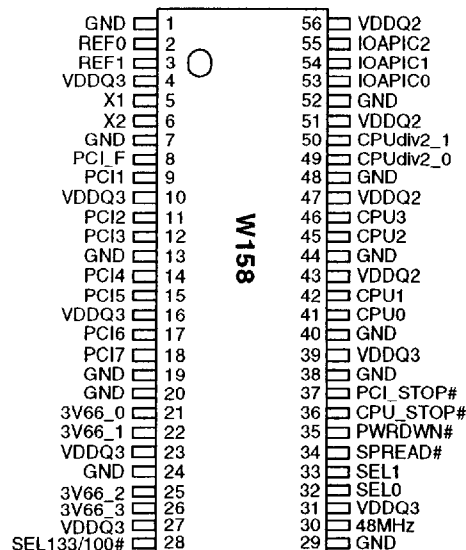 GND 1 56 VDDQ2
REF0 2 55 IOAPIC2
REF1 3 54 IOAPIC1
VDDQ3 4 53 IOAPIC0
X1 5 52 GND
X2 6 51 VDDQ2
GND 7 50 CPUdiv2_1
PCI_F 8 49 CPUdiv2_0
PCI1 9 48 GND
VDDQ3 10 47 VDDQ2
PCI2 11 46 CPU3
PCI3 12 45 CPU2
GND 13 44 GND
PCI4 14 43 VDDQ2
PCI5 15 42 CPU1
VDDQ3 16 41 CPU0
PCI6 17 40 GND
PCI7 18 39 VDDQ3
GND 19 38 GND
GND 20 37 PCI_STOP#
3V66_0 21 36 CPU_STOP#
3V66_1 22 35 PWRDWN#
VDDQ3 23 34 SPREAD#
GND 24 33 SEL1
3V66_2 25 32 SEL0
3V66_3 26 31 VDDQ3
VDDQ3 27 30 48MHz
SEL133/100# 28 29 GND
W158